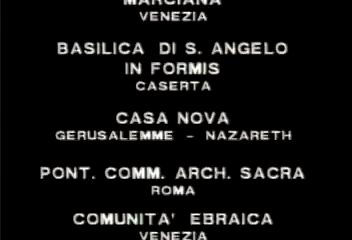 MARCIANA
VENEZIA
BASILICA DI S. ANGELO
IN FORMIS
CASERTA
CASA NOVA
GERUSALEMME - NAZARETH
PONT. COMM. ARCH. SACRA
ROMA
COMUNITA' EBRAICA
VENEZIA